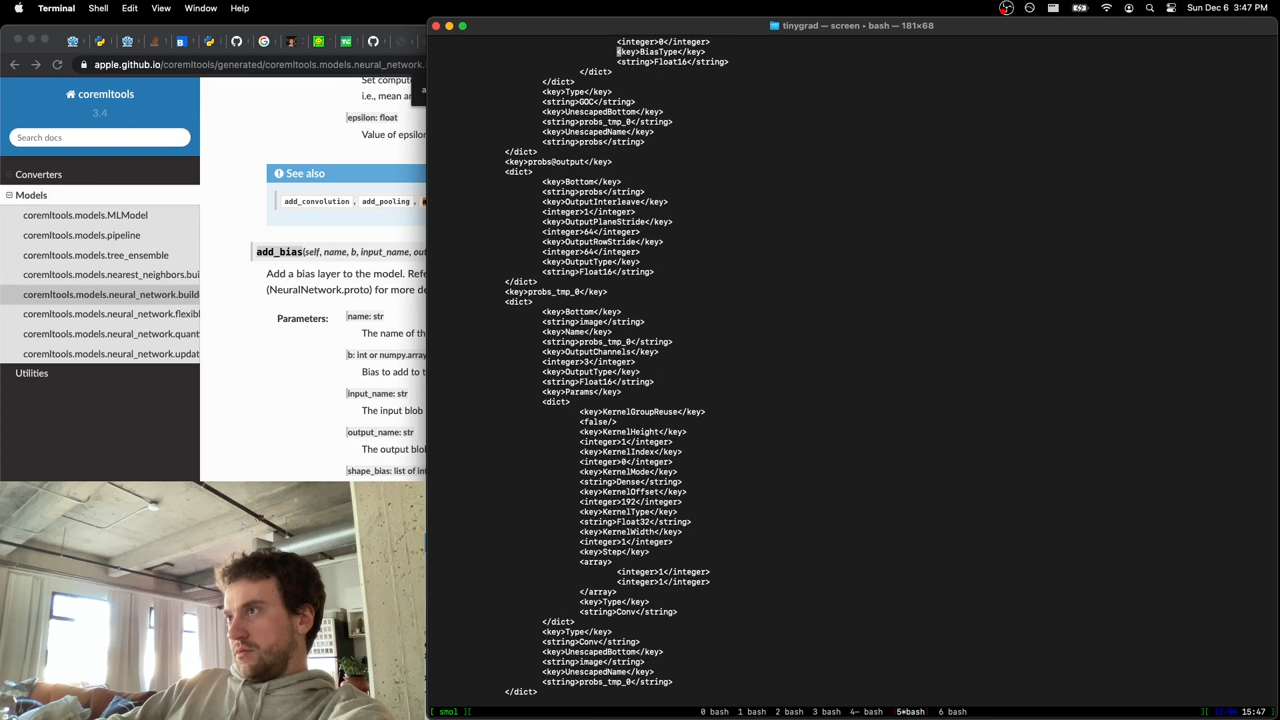 Terminal Shell Edit View Window Help
Sun Dec 6 3:47 PM
apple.github.io/coremltools/generated/coremltools.models.neural_network.
tinygrad — screen ▸ bash — 181×68
coremltools
3.4
Search docs
Converters
Models
coremltools.models.MLModel
coremltools.models.pipeline
coremltools.models.tree_ensemble
coremltools.models.nearest_neighbors.bui
coremltools.models.neural_network.builde
coremltools.models.neural_network.flexib
coremltools.models.neural_network.quant
coremltools.models.neural_network.updat
Utilities
Set comput
i.e., mean an
epsilon: float
Value of epsilon
See also
add_convolution, add_pooling,
add_bias(self, name, b, input_name, out
Add a bias layer to the model. Refe
(NeuralNetwork.proto) for more de
Parameters:
name: str
The name of th
b: int or numpy.array
Bias to add to t
input_name: str
The input blob
output_name: str
The output blo
shape_bias: list of int
<integer>0</integer>
<key>BiasType</key>
<string>Float16</string>
</dict>
</dict>
<key>Type</key>
<string>GOC</string>
<key>UnescapedBottom</key>
<string>probs_tmp_0</string>
<key>UnescapedName</key>
<string>probs</string>
</dict>
<key>probs@output</key>
<dict>
<key>Bottom</key>
<string>probs</string>
<key>OutputInterleave</key>
<integer>1</integer>
<key>OutputPlaneStride</key>
<integer>64</integer>
<key>OutputRowStride</key>
<integer>64</integer>
<key>OutputType</key>
<string>Float16</string>
</dict>
<key>probs_tmp_0</key>
<dict>
<key>Bottom</key>
<string>image</string>
<key>Name</key>
<string>probs_tmp_0</string>
<key>OutputChannels</key>
<integer>3</integer>
<key>OutputType</key>
<string>Float16</string>
<key>Params</key>
<dict>
<key>KernelGroupReuse</key>
<false/>
<key>KernelHeight</key>
<integer>1</integer>
<key>KernelIndex</key>
<integer>0</integer>
<key>KernelMode</key>
<string>Dense</string>
<key>KernelOffset</key>
<integer>192</integer>
<key>KernelType</key>
<string>Float32</string>
<key>KernelWidth</key>
<integer>1</integer>
<key>Step</key>
<array>
<integer>1</integer>
<integer>1</integer>
</array>
<key>Type</key>
<string>Conv</string>
</dict>
<key>Type</key>
<string>Conv</string>
<key>UnescapedBottom</key>
<string>image</string>
<key>UnescapedName</key>
<string>probs_tmp_0</string>
</dict>
[ smol ][ 0 bash 1 bash 2 bash 3 bash 4- bash 5*bash 6 bash ][ 15:47 ]